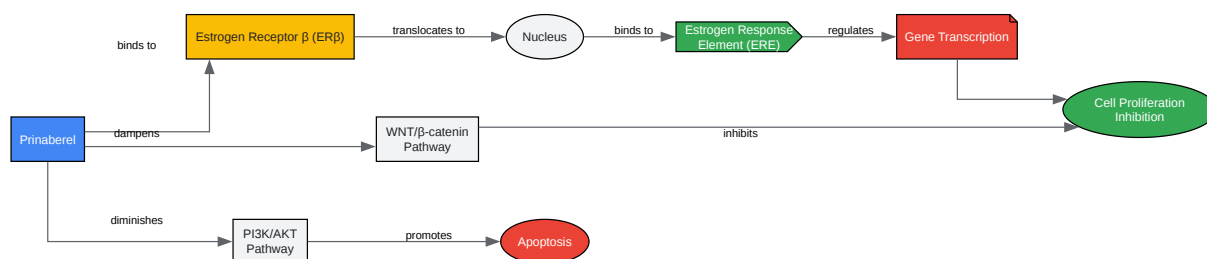 binds to
Estrogen Receptor β (ERβ)
translocates to
Nucleus
binds to
Estrogen Response
Element (ERE)
regulates
Gene Transcription
Cell Proliferation
Inhibition
Prinaberel
dampens
WNT/β-catenin
Pathway
inhibits
diminishes
PI3K/AKT
Pathway
promotes
Apoptosis